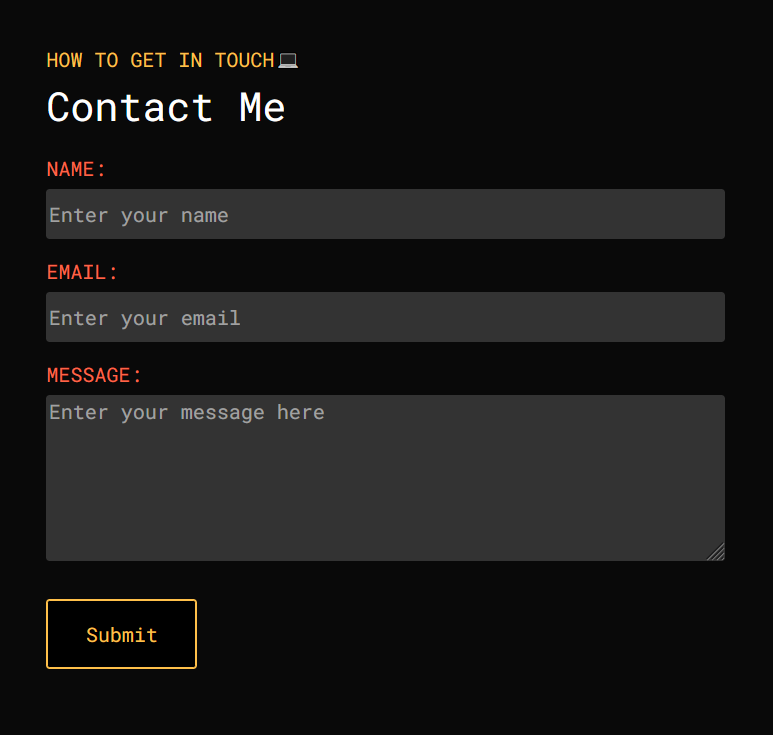 HOW TO GET IN TOUCH💻
Contact Me
NAME:
Enter your name
EMAIL:
Enter your email
MESSAGE:
Enter your message here
Submit